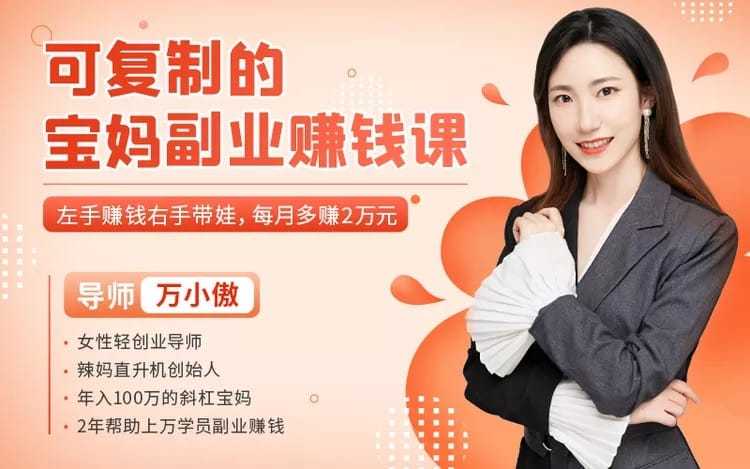 可复制的
宝妈副业赚钱课
左手赚钱右手带娃，每月多赚2万元
导师 万小傲
• 女性轻创业导师
• 辣妈直升机创始人
• 年入100万的斜杠宝妈
• 2年帮助上万学员副业赚钱